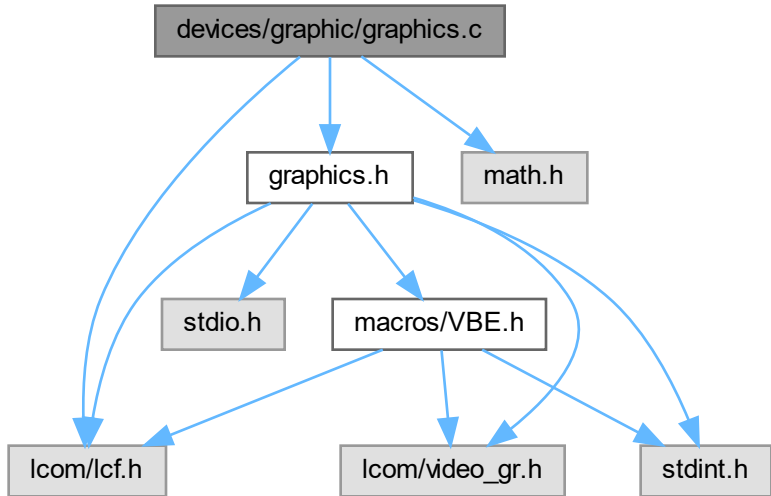 devices/graphic/graphics.c
graphics.h
math.h
stdio.h
macros/VBE.h
lcom/lcf.h
lcom/video_gr.h
stdint.h